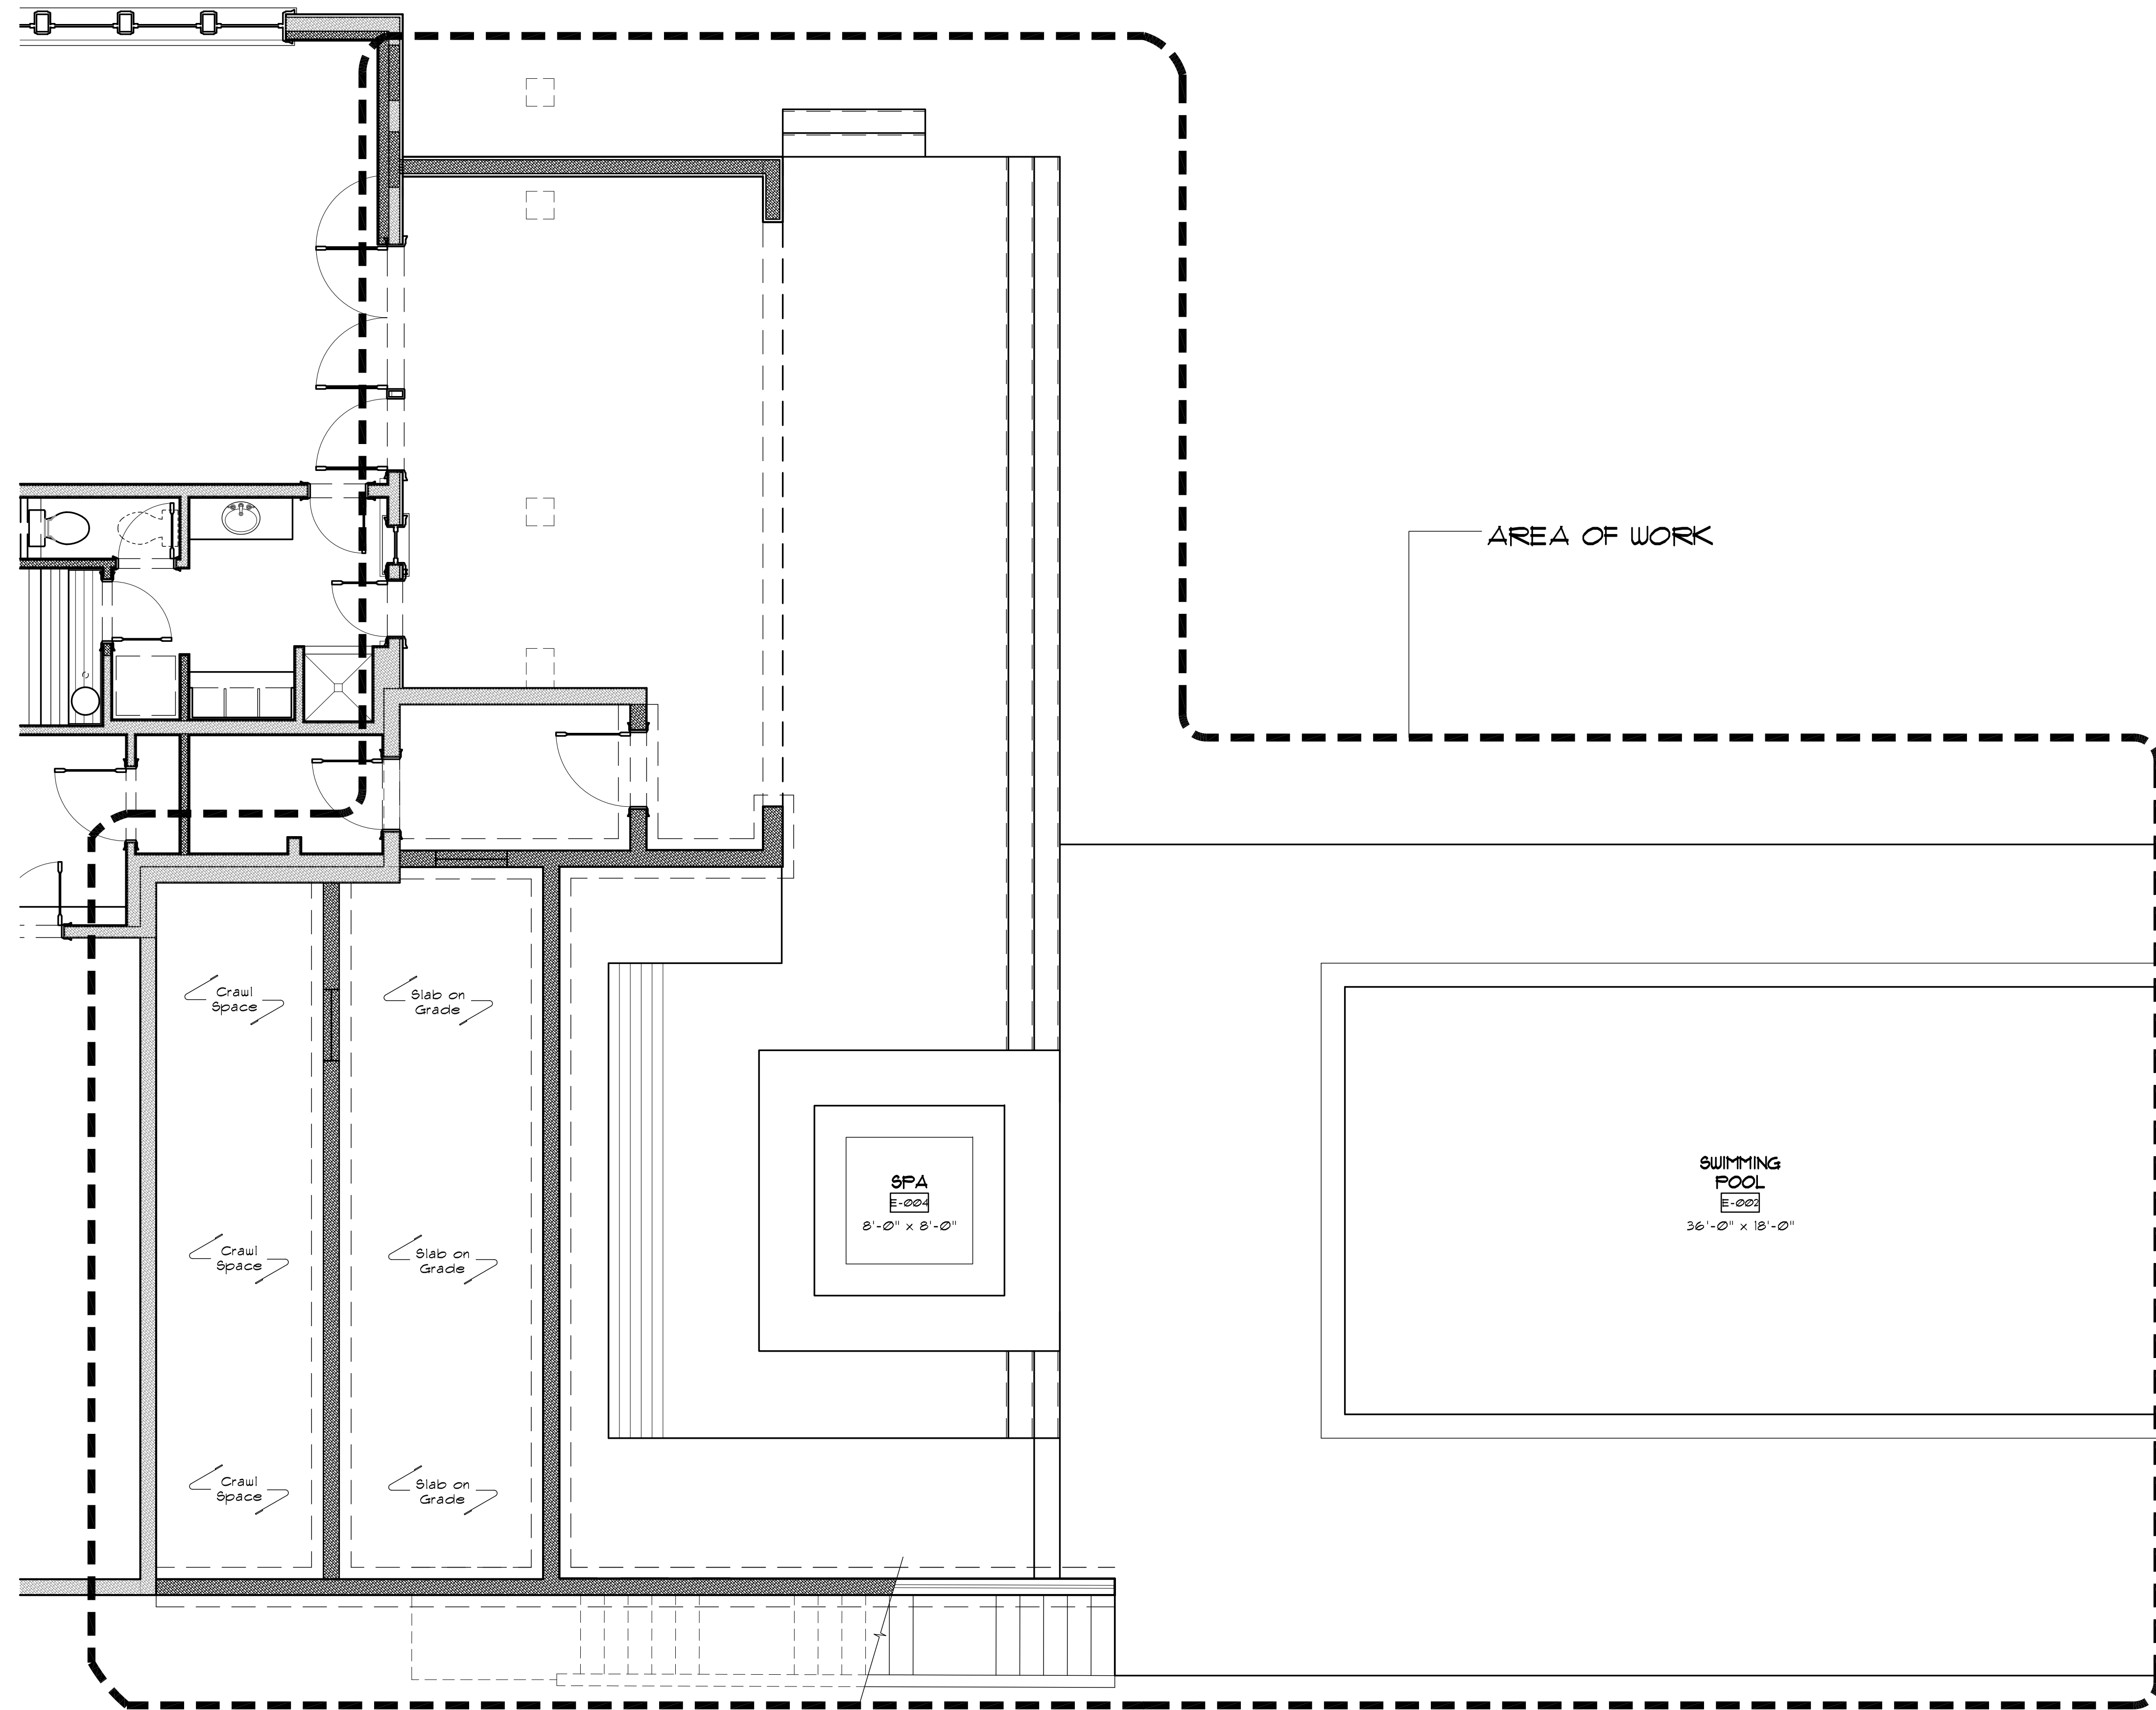 AREA OF WORK
Crawl
Space
Slab on
Grade
SWIMMING
POOL
E-002
36'-0" x 18'-0"
SPA
E-004
8'-0" x 8'-0"
Crawl
Space
Slab on
Grade
Crawl
Space
Slab on
Grade